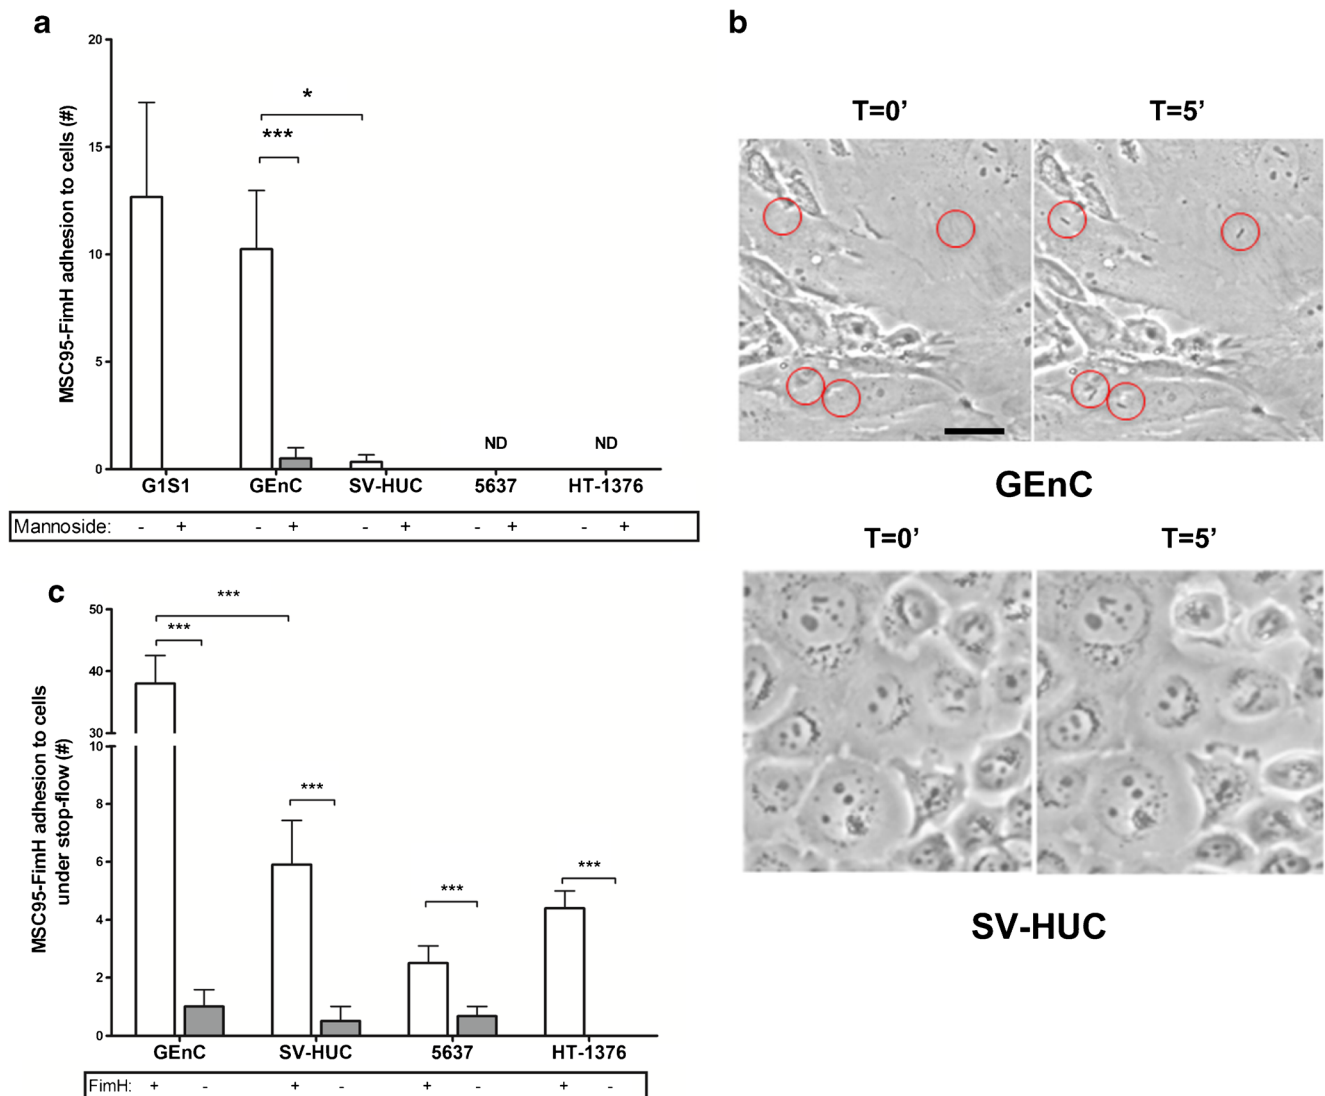 a
MSC95-FimH adhesion to cells (#)
20
15
10
5
0
*
***
ND
ND
G1S1
GEnC
SV-HUC
5637
HT-1376
Mannoside: - + - + - + - + - +
b
T=0’
T=5’
GEnC
T=0’
T=5’
SV-HUC
c
MSC95-FimH adhesion to cells
under stop-flow (#)
50
40
30
10
8
6
4
2
0
***
***
***
***
***
GEnC
SV-HUC
5637
HT-1376
FimH: + - + - + - + -